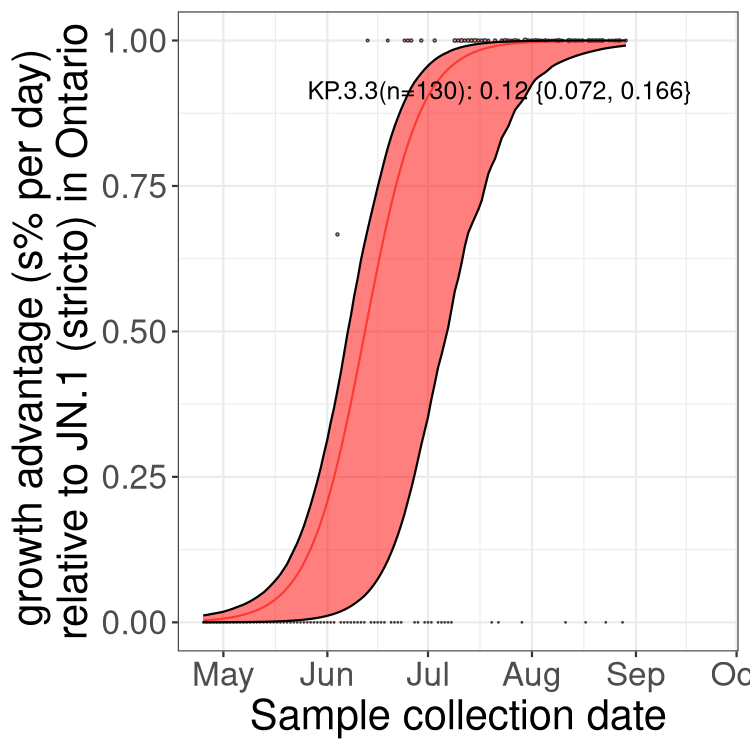 growth advantage (s% per day)
relative to JN.1 (stricto) in Ontario
1.00
0.75
0.50
0.25
0.00
KP.3.3(n=130): 0.12 {0.072, 0.166}
May Jun Jul Aug Sep Oc
Sample collection date